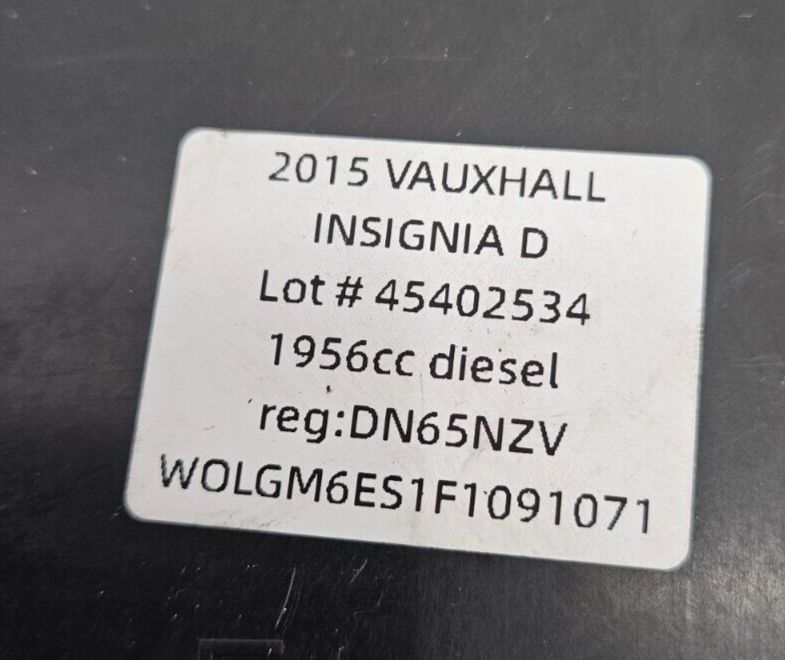 2015 VAUXHALL
INSIGNIA D
Lot # 45402534
1956cc diesel
reg:DN65NZV
WOLGM6ES1F1091071